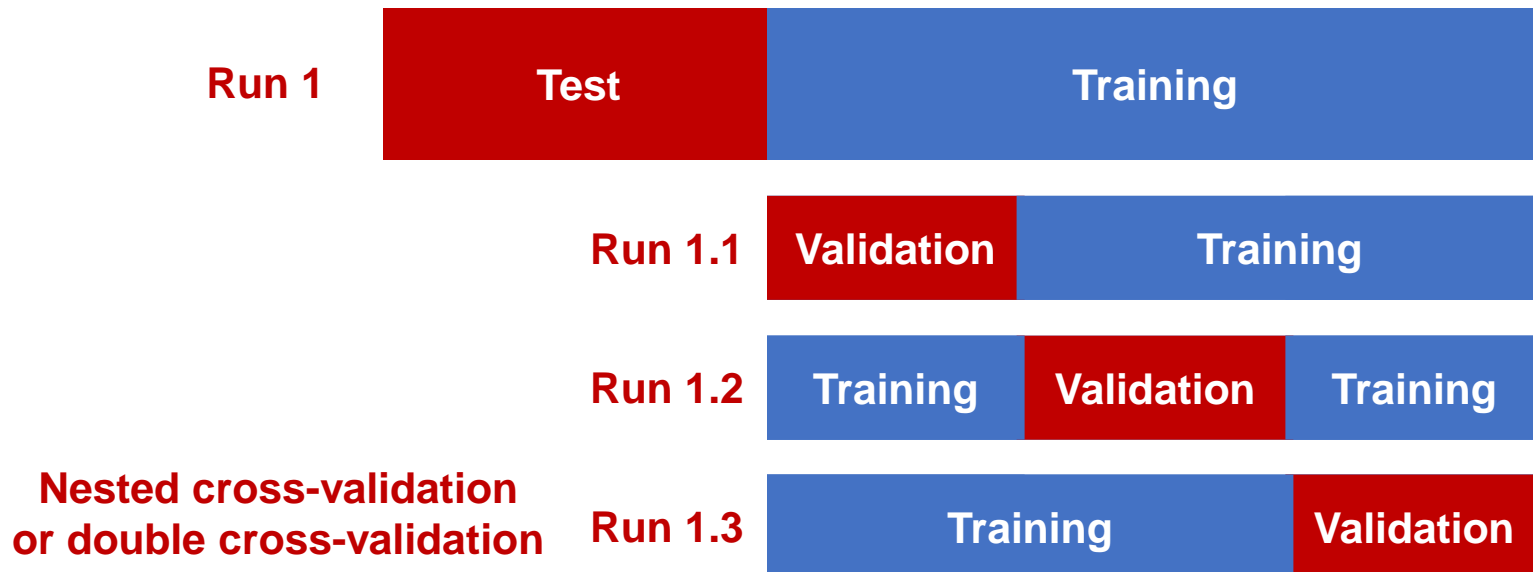 Run 1 Test Training
Run 1.1 Validation Training
Run 1.2 Training Validation Training
Nested cross-validation
or double cross-validation
Run 1.3 Training Validation